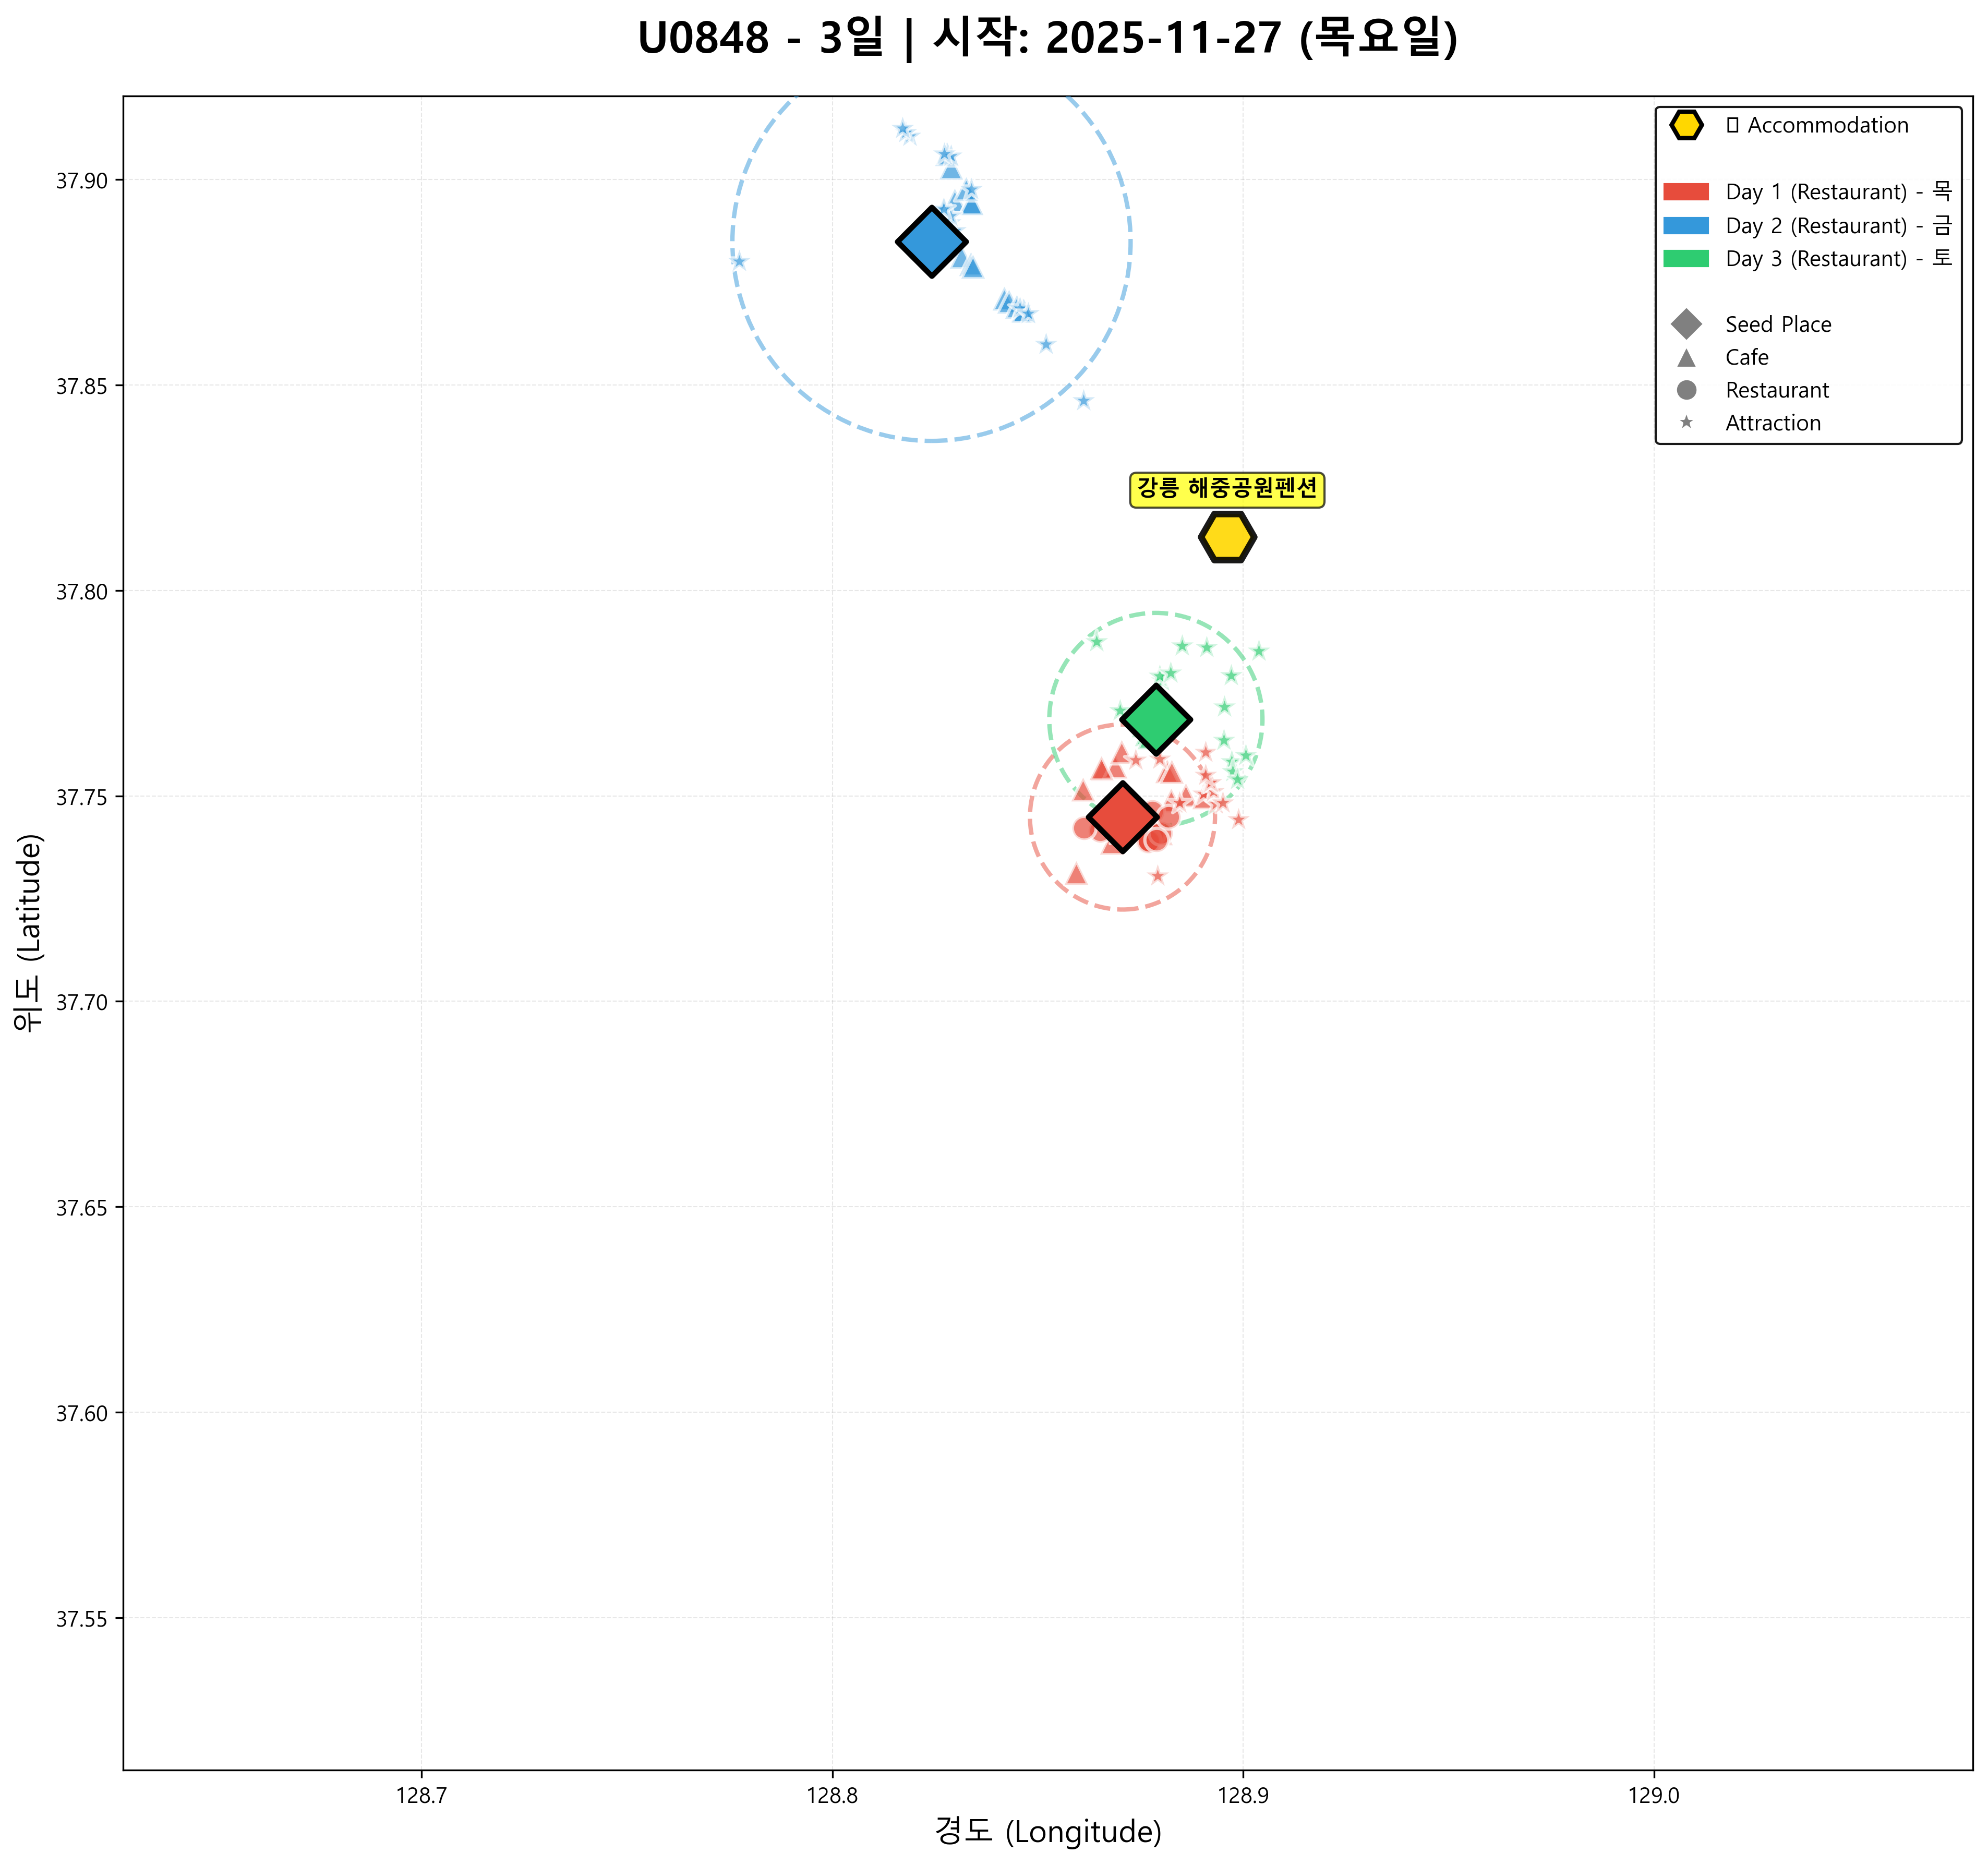 U0848 - 3일 | 시작: 2025-11-27 (목요일)
Accommodation
Day 1 (Restaurant) - 목
Day 2 (Restaurant) - 금
Day 3 (Restaurant) - 토
Seed Place
Cafe
Restaurant
Attraction
강릉 해중공원펜션
위도 (Latitude)
37.90
37.85
37.80
37.75
37.70
37.65
37.60
37.55
128.7
128.8
128.9
129.0
경도 (Longitude)